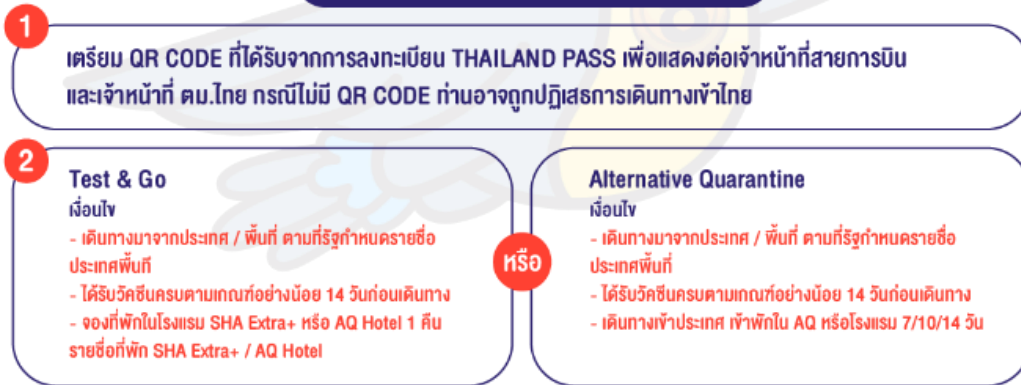 1
เตรียม QR CODE ที่ได้รับจากการลงทะเบียน THAILAND PASS เพื่อแสดงต่อเจ้าหน้าที่สายการบิน
และเจ้าหน้าที่ ตม.ไทย กรณีไม่มี QR CODE ท่านอาจถูกปฏิเสธการเดินทางเข้าไทย
2
Test & Go
เงื่อนไข
- เดินทางมาจากประเทศ / พื้นที่ ตามที่รัฐกำหนดรายชื่อ
ประเทศพื้นที่
- ได้รับวัคซีนครบตามเกณฑ์อย่างน้อย 14 วันก่อนเดินทาง
- จองที่พักในโรงแรม SHA Extra+ หรือ AQ Hotel 1 คืน
รายชื่อที่พัก SHA Extra+ / AQ Hotel
หรือ
Alternative Quarantine
เงื่อนไข
- เดินทางมาจากประเทศ / พื้นที่ ตามที่รัฐกำหนดรายชื่อ
ประเทศพื้นที่
- ได้รับวัคซีนครบตามเกณฑ์อย่างน้อย 14 วันก่อนเดินทาง
- เดินทางเข้าประเทศ เข้าพักใน AQ หรือโรงแรม 7/10/14 วัน